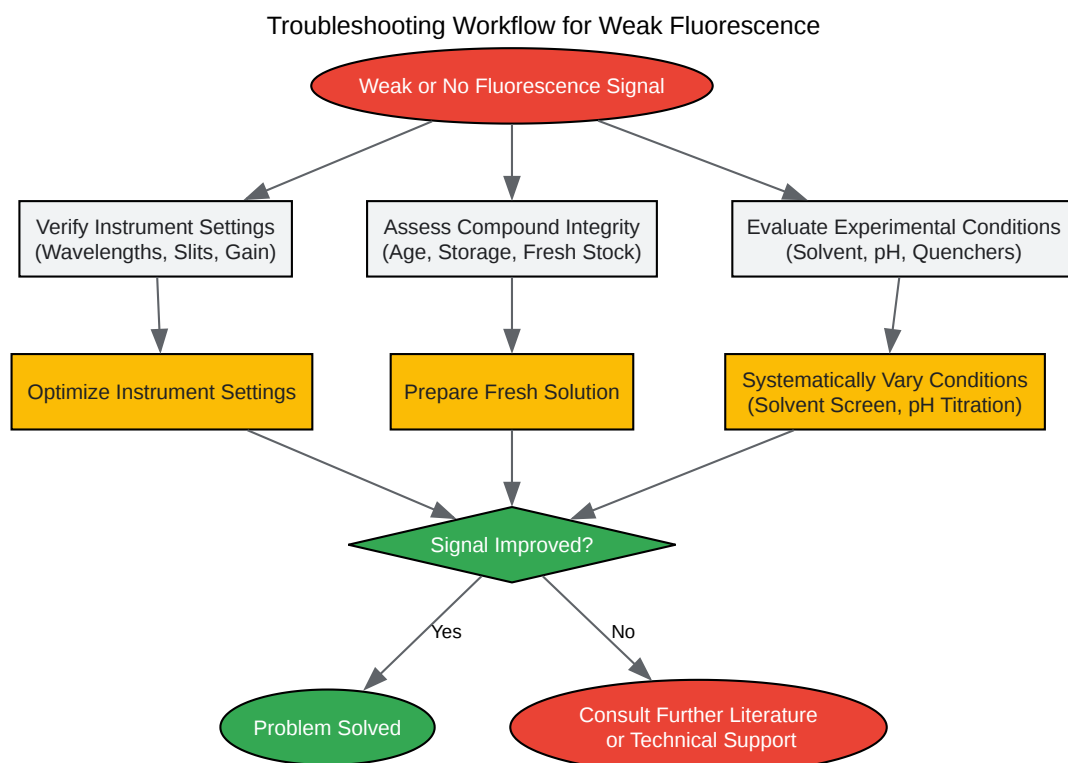 Troubleshooting Workflow for Weak Fluorescence
Weak or No Fluorescence Signal
Verify Instrument Settings
(Wavelengths, Slits, Gain)
Assess Compound Integrity
(Age, Storage, Fresh Stock)
Evaluate Experimental Conditions
(Solvent, pH, Quenchers)
Optimize Instrument Settings
Prepare Fresh Solution
Systematically Vary Conditions
(Solvent Screen, pH Titration)
Signal Improved?
Yes
No
Problem Solved
Consult Further Literature
or Technical Support